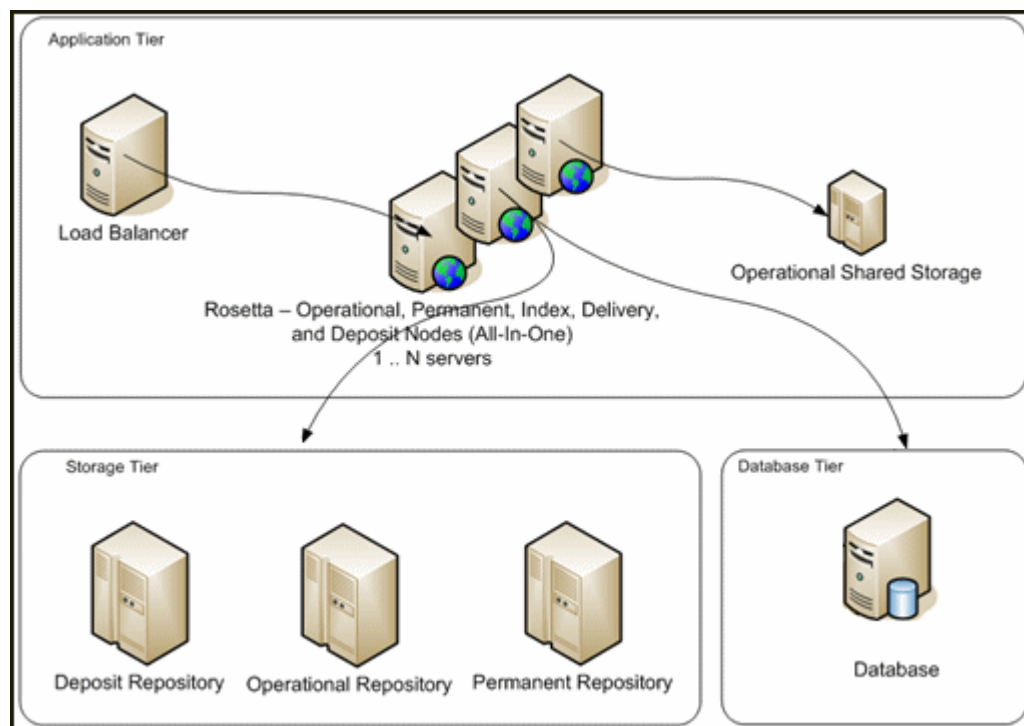 Application Tier
Load Balancer
Operational Shared Storage
Rosetta – Operational, Permanent, Index, Delivery,
and Deposit Nodes (All-In-One)
1 .. N servers
Storage Tier
Deposit Repository
Operational Repository
Permanent Repository
Database Tier
Database